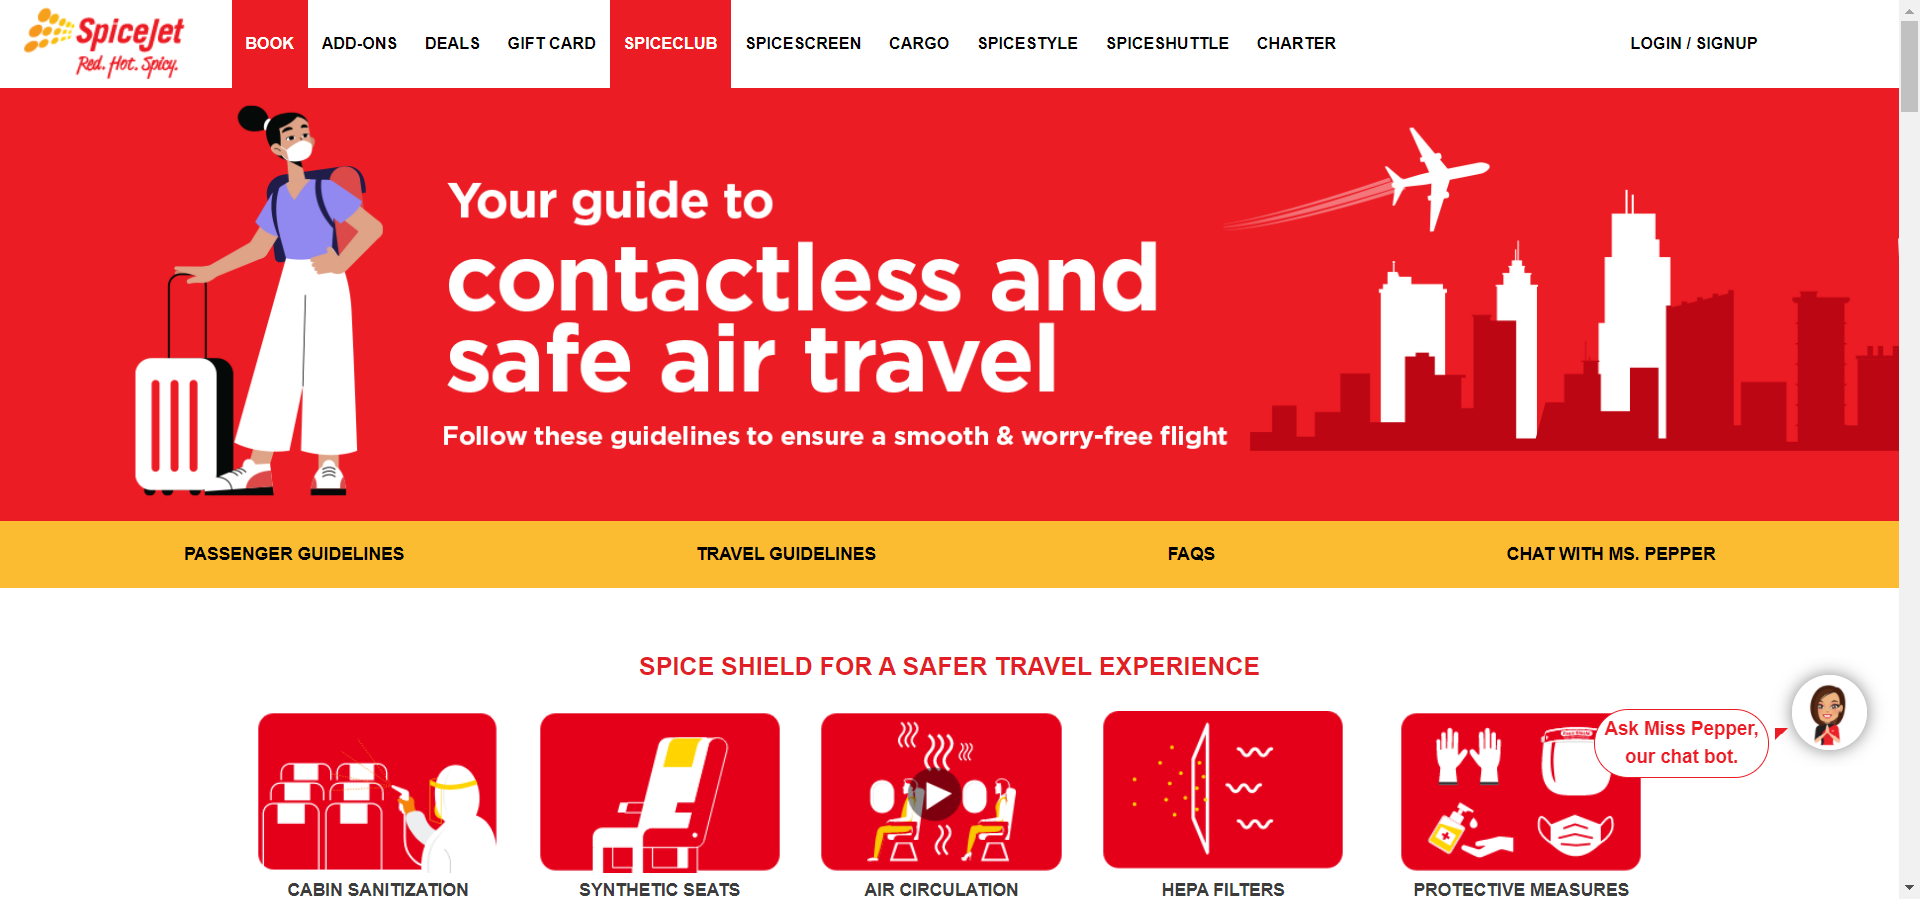 SpiceJet
Red. Hot. Spicy.
BOOK
ADD-ONS
DEALS
GIFT CARD
SPICECLUB
SPICESCREEN
CARGO
SPICESTYLE
SPICESHUTTLE
CHARTER
LOGIN / SIGNUP
Your guide to
contactless and
safe air travel
Follow these guidelines to ensure a smooth & worry-free flight
PASSENGER GUIDELINES
TRAVEL GUIDELINES
FAQS
CHAT WITH MS. PEPPER
SPICE SHIELD FOR A SAFER TRAVEL EXPERIENCE
Ask Miss Pepper,
our chat bot.
CABIN SANITIZATION
SYNTHETIC SEATS
AIR CIRCULATION
HEPA FILTERS
PROTECTIVE MEASURES